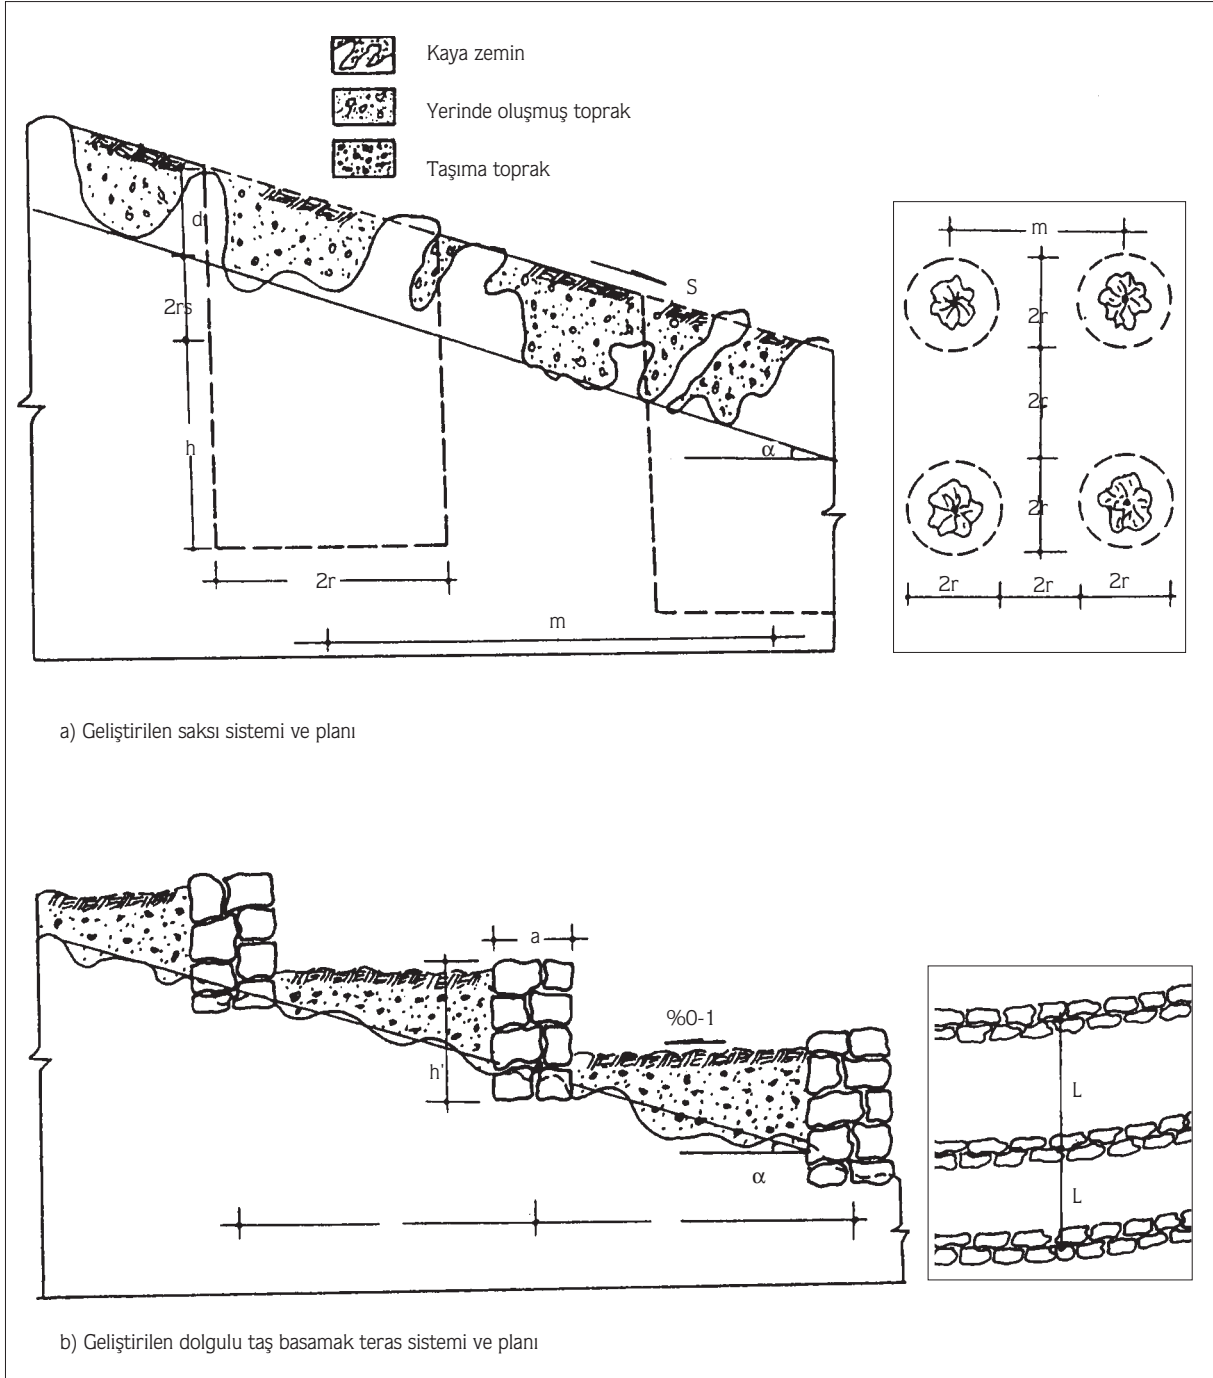 Kaya zemin
Yerinde oluşmuş toprak
Taşıma toprak
d
2rs
h
S
α
2r
m
m
2r
2r
2r
2r
2r
2r
a) Geliştirilen saksı sistemi ve planı
a
h'
%0-1
α
L
L
b) Geliştirilen dolgulu taş basamak teras sistemi ve planı